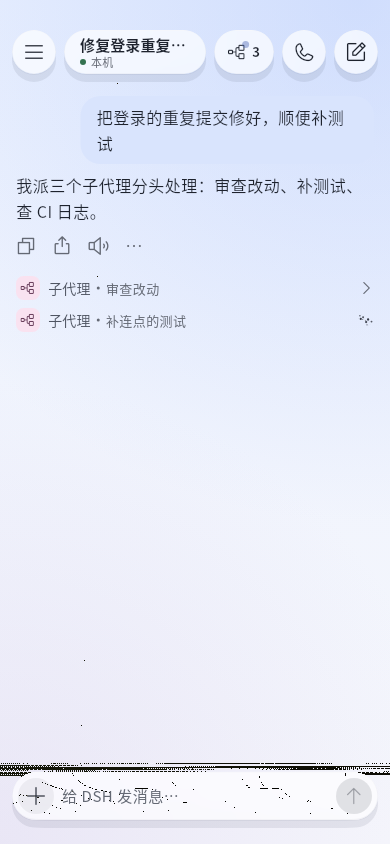 修复登录重复…
本机
3
把登录的重复提交修好，顺便补测
试
我派三个子代理分头处理：审查改动、补测试、
查 CI 日志。
子代理 · 审查改动
子代理 · 补连点的测试
给 DSH 发消息…